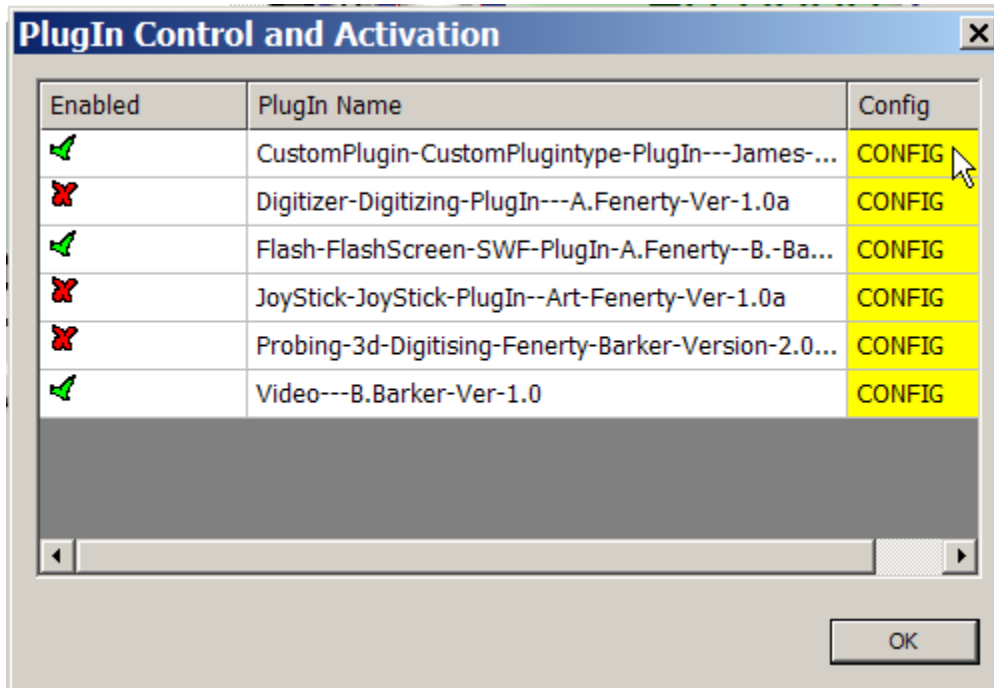 PlugIn Control and Activation
Enabled PlugIn Name Config
CustomPlugin-CustomPlugintype-PlugIn---James-... CONFIG
Digitizer-Digitizing-PlugIn---A.Fenerty-Ver-1.0a CONFIG
Flash-FlashScreen-SWF-PlugIn-A.Fenerty--B.-Ba... CONFIG
JoyStick-JoyStick-PlugIn--Art-Fenerty-Ver-1.0a CONFIG
Probing-3d-Digitising-Fenerty-Barker-Version-2.0... CONFIG
Video---B.Barker-Ver-1.0 CONFIG
OK